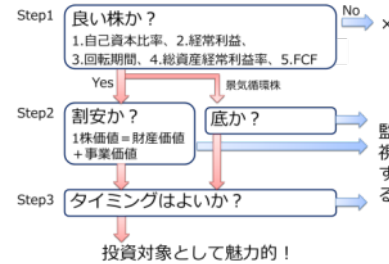 Step1
良い株か？
No
×
1.自己資本比率、2.経常利益、
3.回転期間、4.総資産経常利益率、5.FCF
Yes
景気循環株
Step2
割安か？
1株価値＝財産価値
＋事業価値
底か？
監
視
す
る
Step3
タイミングはよいか？
投資対象として魅力的！